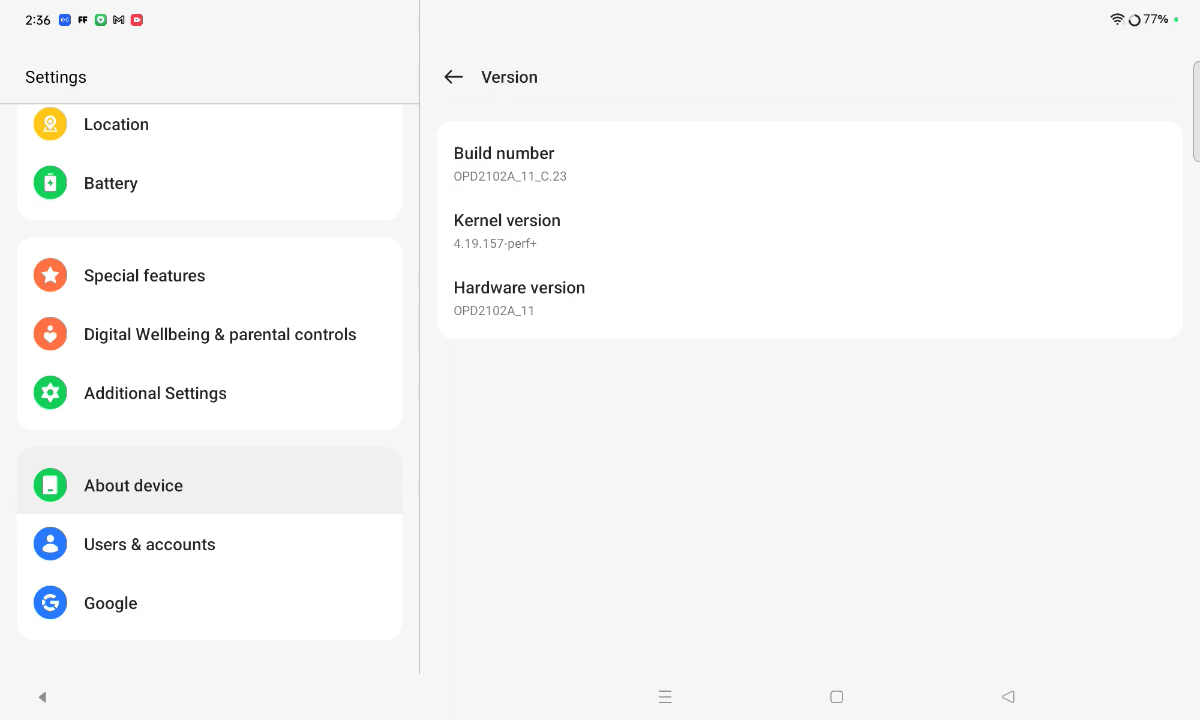 2:36 FF M 77%
Settings
Location
Battery
Special features
Digital Wellbeing & parental controls
Additional Settings
About device
Users & accounts
Google
Version
Build number
OPD2102A_11_C.23
Kernel version
4.19.157-perf+
Hardware version
OPD2102A_11